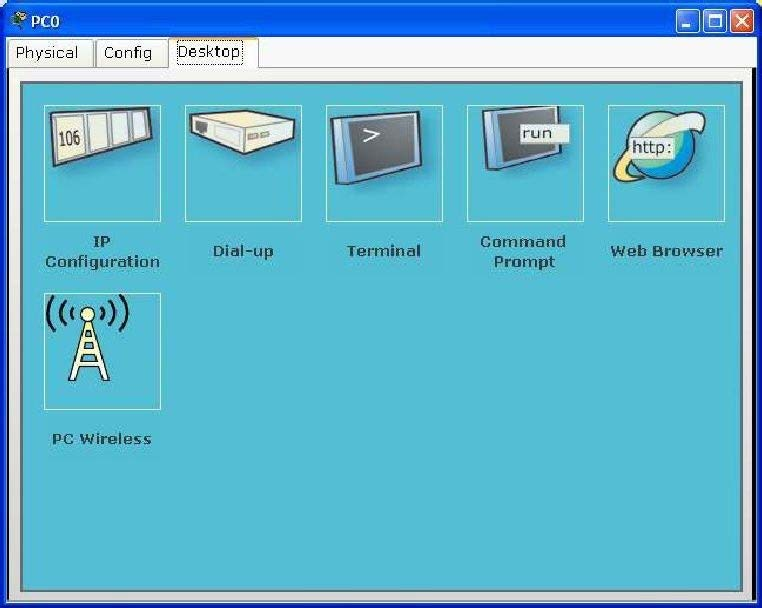 PC0
Physical
Config
Desktop
106
>
run
http:
IP
Configuration
Dial-up
Terminal
Command
Prompt
Web Browser
PC Wireless